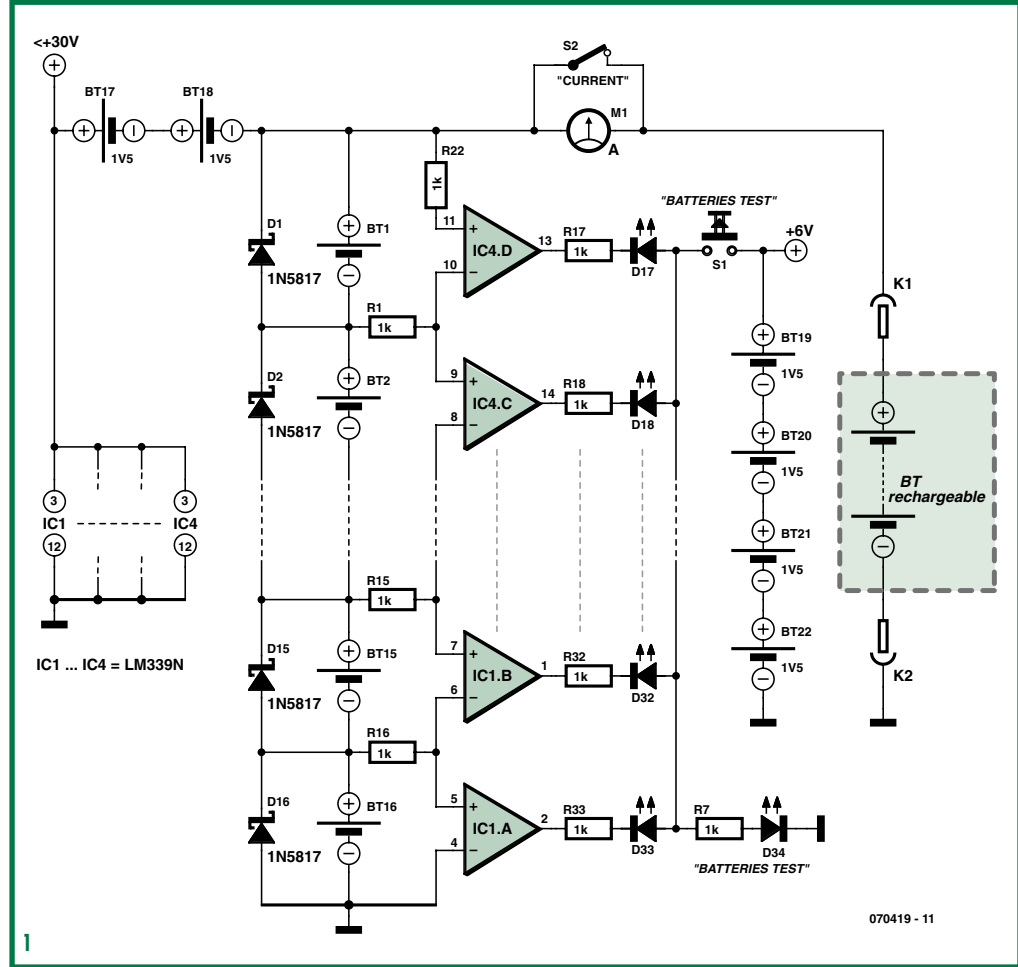 <+30V
BT17
1V5
BT18
1V5
S2
"CURRENT"
M1
A
R22
1k
D1
1N5817
BT1
11
10
IC4.D
13
R17
1k
D17
"BATTERIES TEST"
S1
+6V
K1
R1
1k
D2
1N5817
BT2
9
8
IC4.C
14
R18
1k
D18
BT19
1V5
BT20
1V5
BT21
1V5
BT22
1V5
BT
rechargeable
K2
3
IC1
12
3
IC4
12
IC1 ... IC4 = LM339N
R15
1k
D15
1N5817
BT15
7
6
IC1.B
1
R32
1k
D32
R16
1k
D16
1N5817
BT16
5
4
IC1.A
2
R33
1k
D33
R7
1k
D34
"BATTERIES TEST"
070419 - 11
1